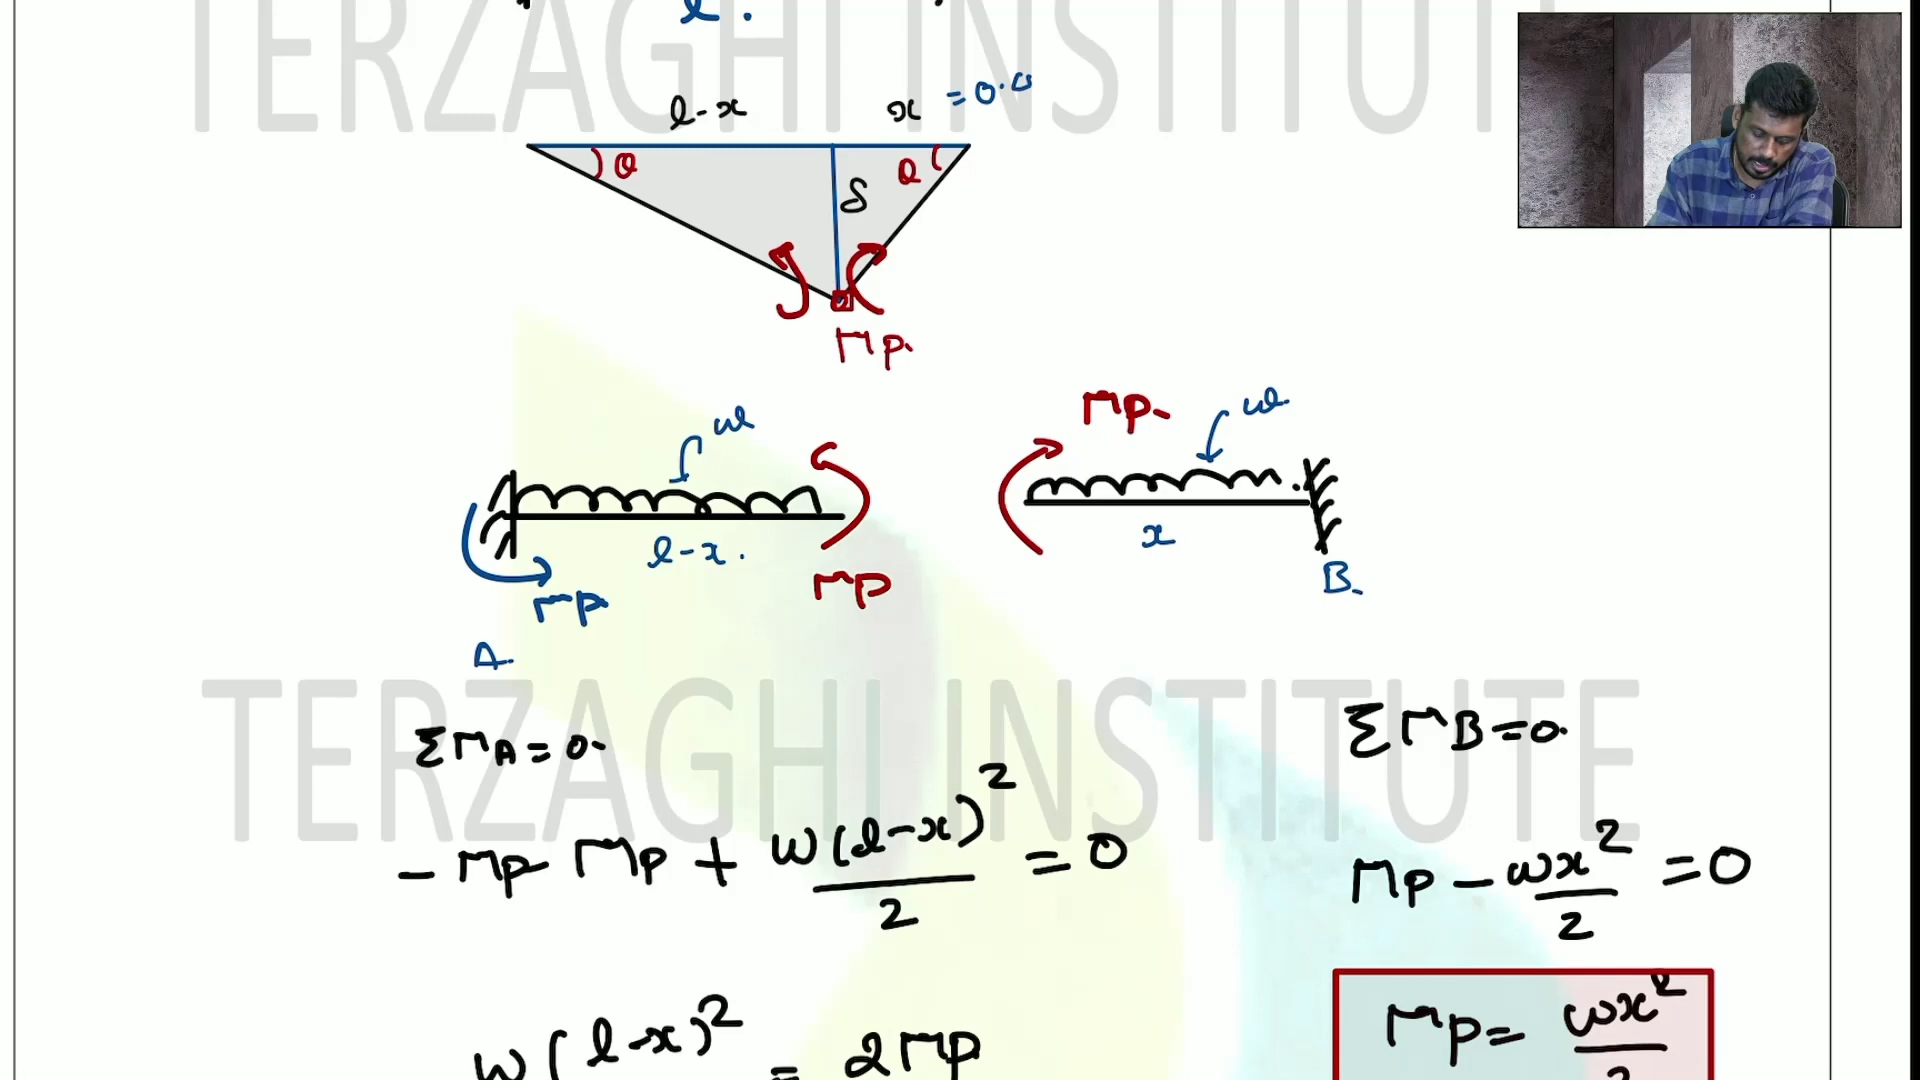 TERZAGHI INSTITUTE
l .
l-x x = 0.
θ θ
δ
Mp.
Mp.
w w
l-x . x
Mp Mp B.
A.
TERZAGHI INSTITUTE
ΣMA = 0. ΣMB = 0.
- Mp - Mp + w(l-x)²/2 = 0 Mp - wx²/2 = 0
w(l-x)² = 2Mp Mp = wx²/2